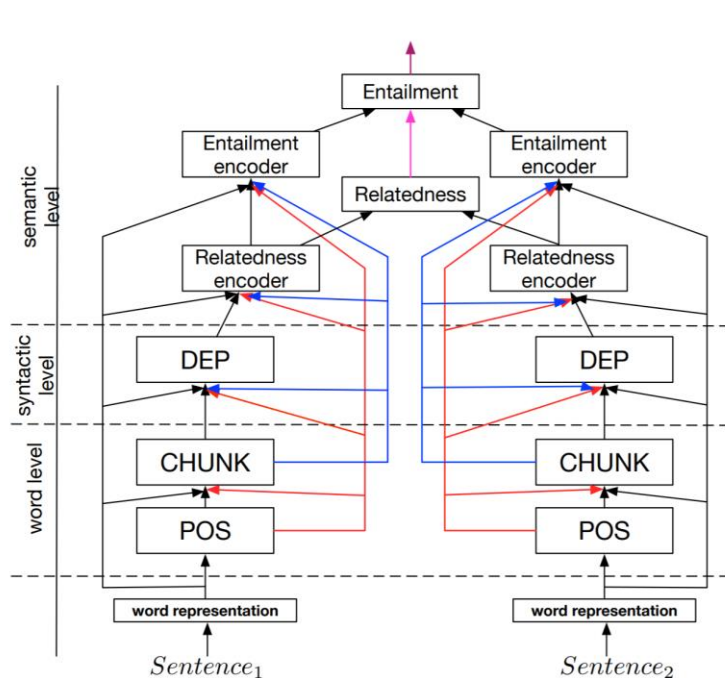 Entailment
Entailment
encoder
Entailment
encoder
Relatedness
semantic
level
Relatedness
encoder
Relatedness
encoder
syntactic
level
DEP
DEP
word level
CHUNK
CHUNK
POS
POS
word representation
word representation
Sentence₁
Sentence₂